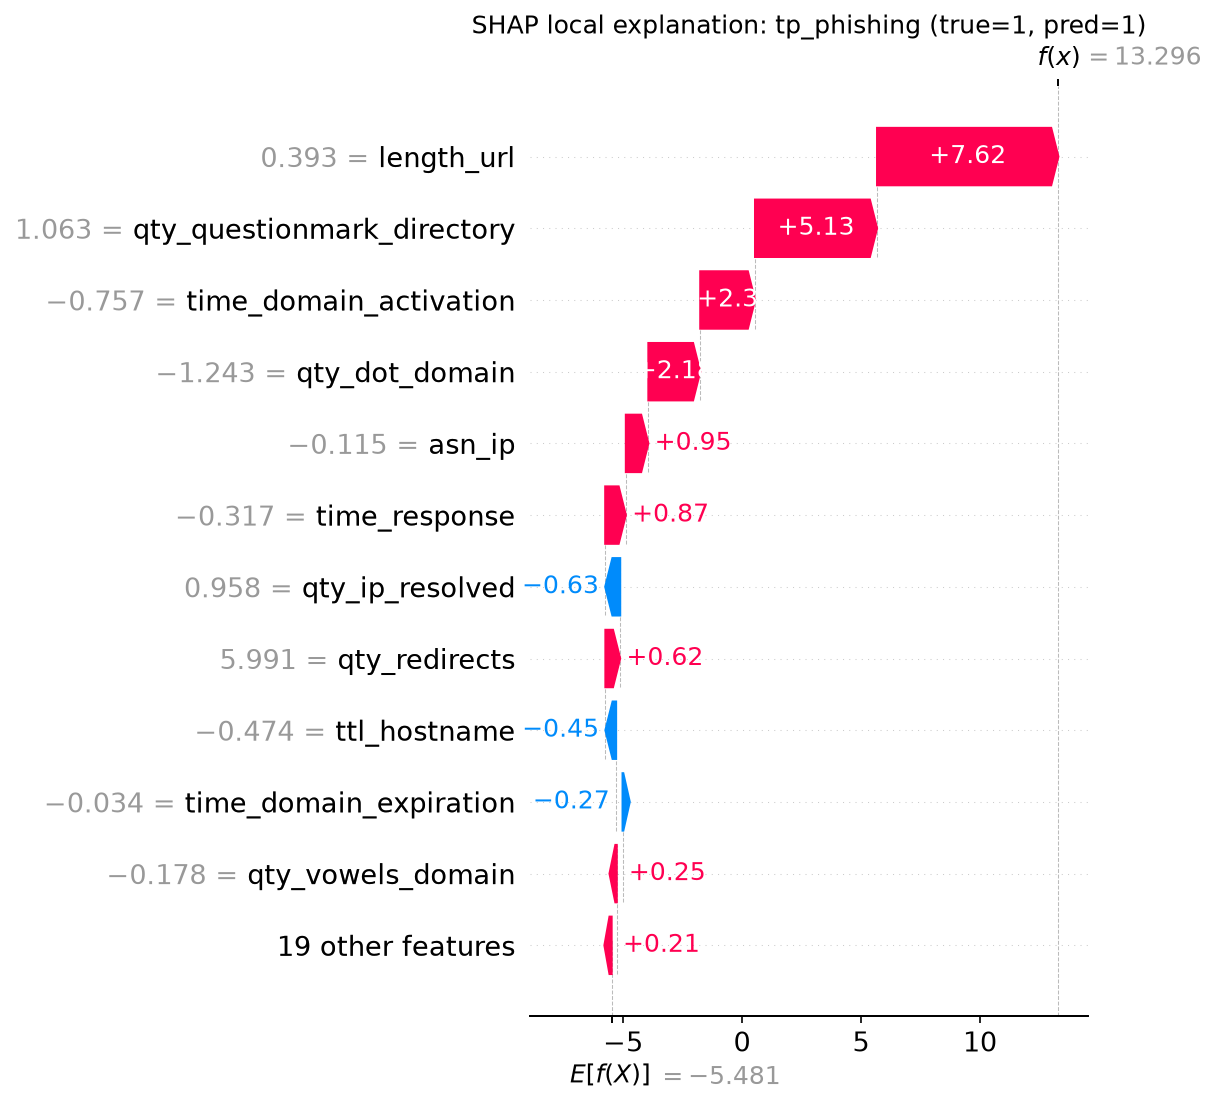 SHAP local explanation: tp_phishing (true=1, pred=1)
f(x) = 13.296
0.393 = length_url +7.62
1.063 = qty_questionmark_directory +5.13
−0.757 = time_domain_activation +2.3
−1.243 = qty_dot_domain
−0.115 = asn_ip +0.95
−0.317 = time_response +0.87
0.958 = qty_ip_resolved −0.63
5.991 = qty_redirects +0.62
−0.474 = ttl_hostname −0.45
−0.034 = time_domain_expiration −0.27
−0.178 = qty_vowels_domain +0.25
19 other features +0.21
−5 0 5 10
E[f(X)] = −5.481